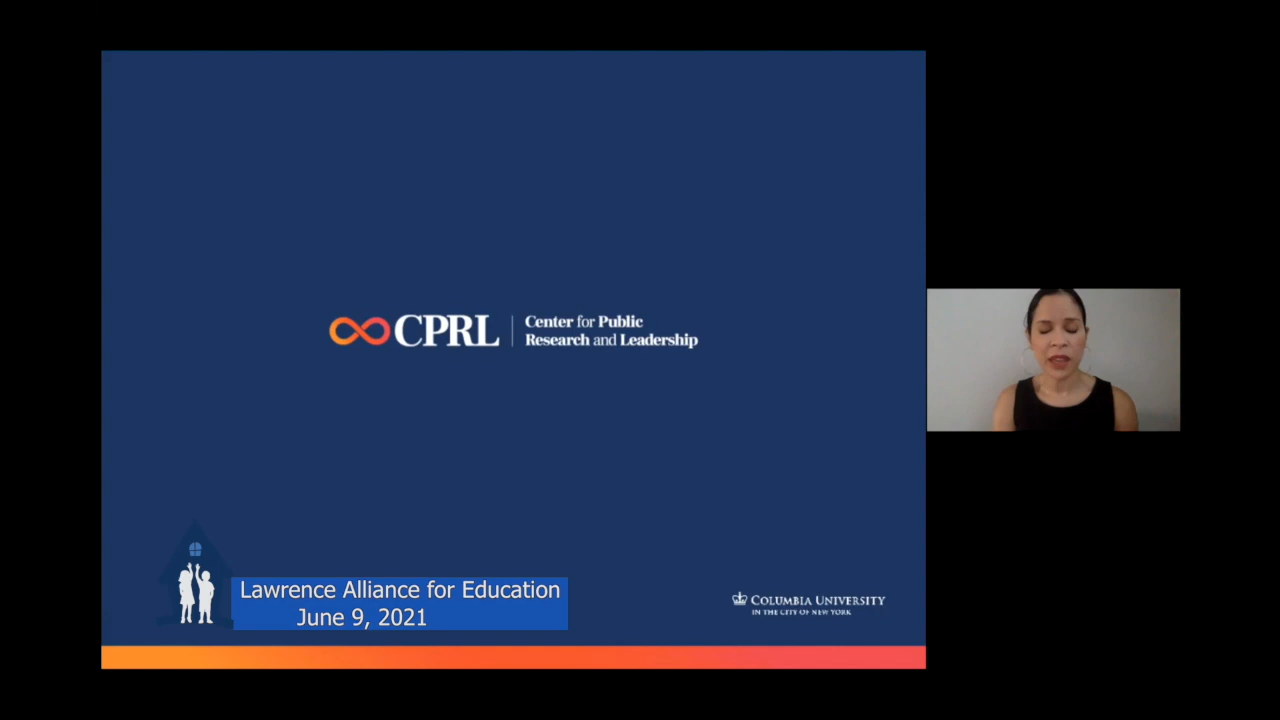 CPRL
Center for Public
Research and Leadership
Lawrence Alliance for Education
June 9, 2021
COLUMBIA UNIVERSITY
IN THE CITY OF NEW YORK